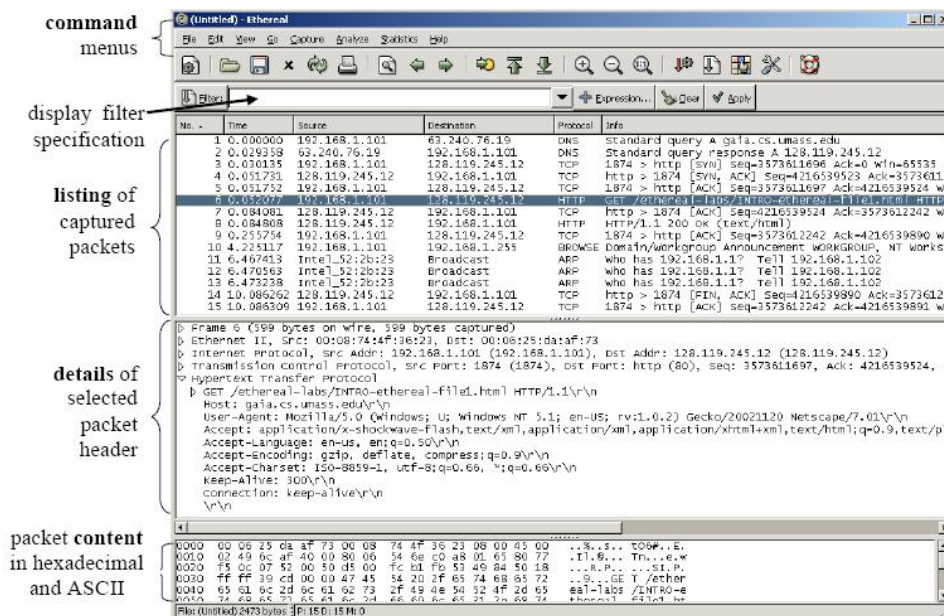 command
menus
display filter
specification
listing of
captured
packets
details of
selected
packet
header
packet content
in hexadecimal
and ASCII
(Untitled) - Ethereal
File Edit View Go Capture Analyze Statistics Help
Filter: Expression... Clear Apply
No. - Time Source Destination Protocol Info
1 0.000000 192.168.1.101 63.240.76.19 DNS Standard query A gaia.cs.umass.edu
2 0.029358 63.240.76.19 192.168.1.101 DNS Standard query response A 128.119.245.12
3 0.030135 192.168.1.101 128.119.245.12 TCP 1874 > http [SYN] Seq=3573611696 Ack=0 Win=65535
4 0.051731 128.119.245.12 192.168.1.101 TCP http > 1874 [SYN, ACK] Seq=4216539523 Ack=3573611
5 0.051752 192.168.1.101 128.119.245.12 TCP 1874 > http [ACK] Seq=3573611697 Ack=4216539524 W
6 0.052077 192.168.1.101 128.119.245.12 HTTP GET /ethereal-labs/INTRO-ethereal-file1.html HTTP
7 0.084081 128.119.245.12 192.168.1.101 TCP http > 1874 [ACK] Seq=4216539524 Ack=3573612242 W
8 0.084808 128.119.245.12 192.168.1.101 HTTP HTTP/1.1 200 OK (text/html)
9 0.255754 192.168.1.101 128.119.245.12 TCP 1874 > http [ACK] Seq=3573612242 Ack=4216539890 W
10 4.225117 192.168.1.101 192.168.1.255 BROWSE Domain/Workgroup Announcement WORKGROUP, NT Works
11 6.467413 Intel_52:2b:23 Broadcast ARP Who has 192.168.1.1? Tell 192.168.1.102
12 6.470563 Intel_52:2b:23 Broadcast ARP Who has 192.168.1.1? Tell 192.168.1.102
13 6.473238 Intel_52:2b:23 Broadcast ARP Who has 192.168.1.1? Tell 192.168.1.102
14 10.086262 128.119.245.12 192.168.1.101 TCP http > 1874 [FIN, ACK] Seq=4216539890 Ack=357361
15 10.086309 192.168.1.101 128.119.245.12 TCP 1874 > http [ACK] Seq=3573612242 Ack=4216539891 W
Frame 6 (599 bytes on wire, 599 bytes captured)
Ethernet II, Src: 00:08:74:4f:36:23, Dst: 00:06:25:da:af:73
Internet Protocol, Src Addr: 192.168.1.101 (192.168.1.101), Dst Addr: 128.119.245.12 (128.119.245.12)
Transmission Control Protocol, Src Port: 1874 (1874), Dst Port: http (80), Seq: 3573611697, Ack: 4216539524,
Hypertext Transfer Protocol
GET /ethereal-labs/INTRO-ethereal-file1.html HTTP/1.1\r\n
Host: gaia.cs.umass.edu\r\n
User-Agent: Mozilla/5.0 (Windows; U; Windows NT 5.1; en-US; rv:1.0.2) Gecko/20021120 Netscape/7.01\r\n
Accept: application/x-shockwave-flash,text/xml,application/xml,application/xhtml+xml,text/html;q=0.9,text/pl
Accept-Language: en-us, en;q=0.50\r\n
Accept-Encoding: gzip, deflate, compress;q=0.9\r\n
Accept-Charset: ISO-8859-1, utf-8;q=0.66, *;q=0.66\r\n
Keep-Alive: 300\r\n
Connection: keep-alive\r\n
\r\n
0000 00 06 25 da af 73 00 08 74 4f 36 23 08 00 45 00 ..%..s.. tO6#..E.
0010 02 49 6c af 40 00 80 06 54 6e c0 a8 01 65 80 77 .Il.@... Tn...e.w
0020 f5 0c 07 52 00 50 d5 00 fc b1 fb 53 49 84 50 18 ...R.P.. ...SI.P.
0030 ff ff 39 cd 00 00 47 45 54 20 2f 65 74 68 65 72 ..9...GE T /ether
0040 65 61 6c 2d 6c 61 62 73 2f 49 4e 54 52 4f 2d 65 eal-labs /INTRO-e
File: (Untitled) 2473 bytes P: 15 D: 15 M: 0